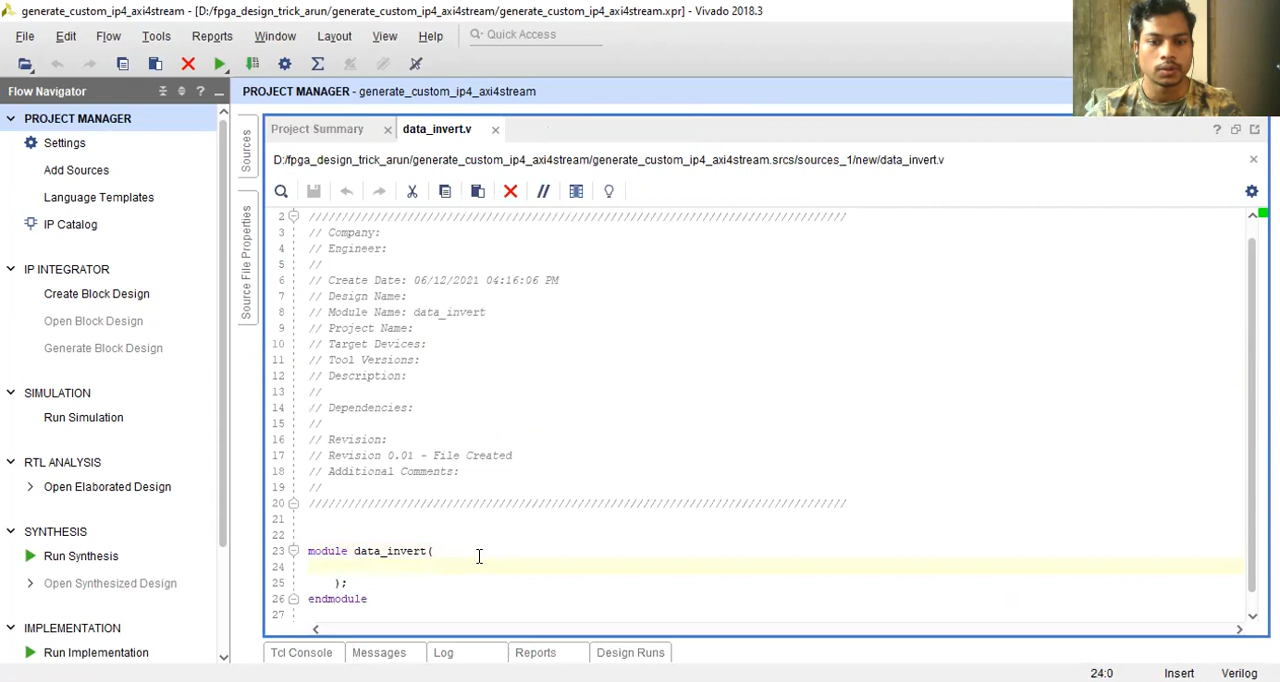 generate_custom_ip4_axi4stream - [D:/fpga_design_trick_arun/generate_custom_ip4_axi4stream/generate_custom_ip4_axi4stream.xpr] - Vivado 2018.3
File Edit Flow Tools Reports Window Layout View Help Quick Access
Flow Navigator
PROJECT MANAGER - generate_custom_ip4_axi4stream
PROJECT MANAGER
Settings
Add Sources
Language Templates
IP Catalog
IP INTEGRATOR
Create Block Design
Open Block Design
Generate Block Design
SIMULATION
Run Simulation
RTL ANALYSIS
Open Elaborated Design
SYNTHESIS
Run Synthesis
Open Synthesized Design
IMPLEMENTATION
Run Implementation
Sources
Source File Properties
Project Summary
data_invert.v
D:/fpga_design_trick_arun/generate_custom_ip4_axi4stream/generate_custom_ip4_axi4stream.srcs/sources_1/new/data_invert.v
2 //////////////////////////////////////////////////////////////////////////////////
3 // Company:
4 // Engineer:
5 //
6 // Create Date: 06/12/2021 04:16:06 PM
7 // Design Name:
8 // Module Name: data_invert
9 // Project Name:
10 // Target Devices:
11 // Tool Versions:
12 // Description:
13 //
14 // Dependencies:
15 //
16 // Revision:
17 // Revision 0.01 - File Created
18 // Additional Comments:
19 //
20 //////////////////////////////////////////////////////////////////////////////////
21
22
23 module data_invert(
24
25 );
26 endmodule
27
Tcl Console Messages Log Reports Design Runs
24:0 Insert Verilog